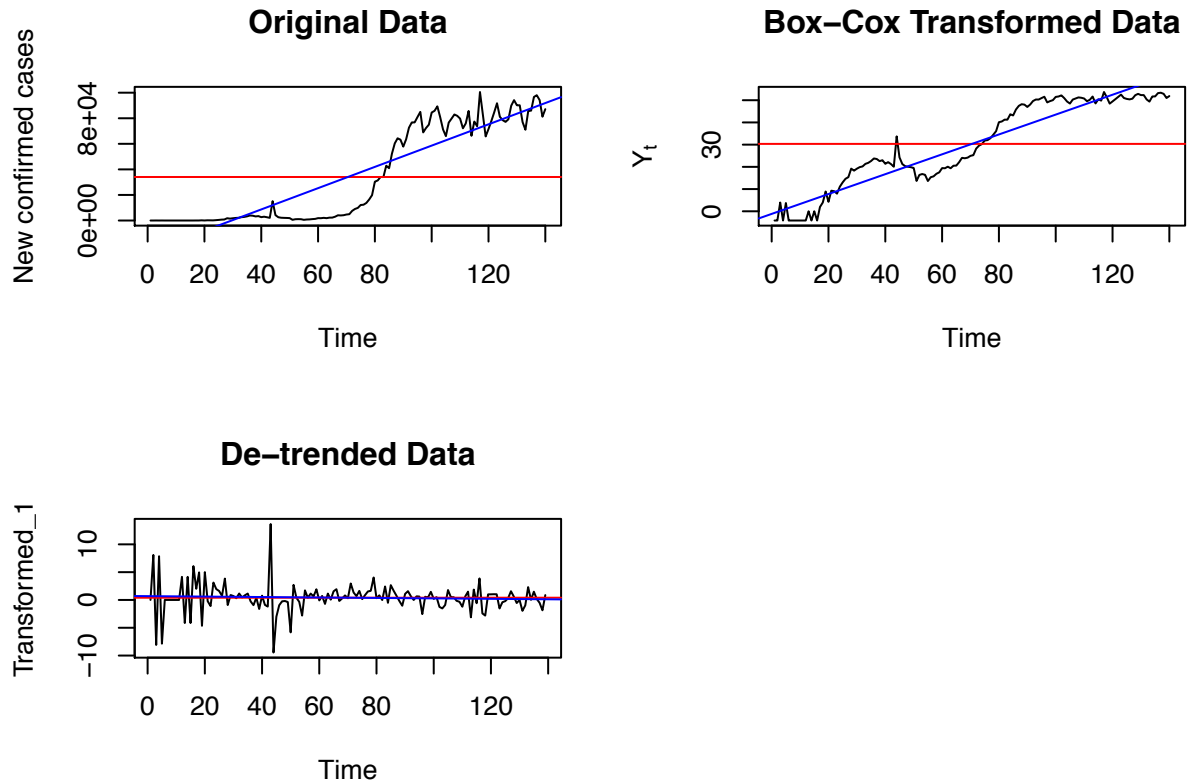 Original Data
New confirmed cases
0e+00 8e+04
0 20 40 60 80 120
Time
Box−Cox Transformed Data
Yt
0 30
0 20 40 60 80 120
Time
De−trended Data
Transformed_1
−10 0 10
0 20 40 60 80 120
Time